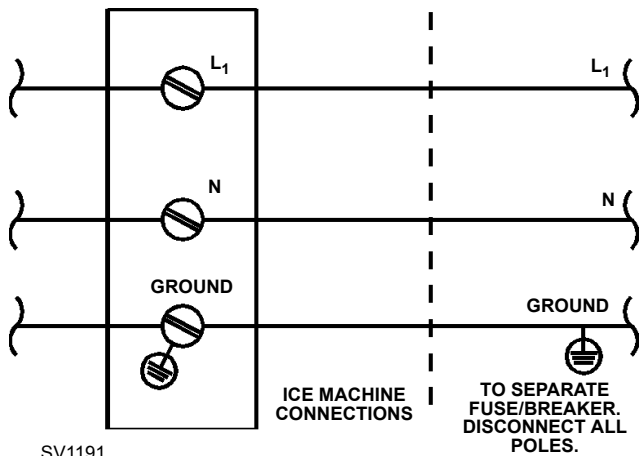 L1
L1
N
N
GROUND
GROUND
ICE MACHINE
CONNECTIONS
TO SEPARATE
FUSE/BREAKER.
DISCONNECT ALL
POLES.
SV1191